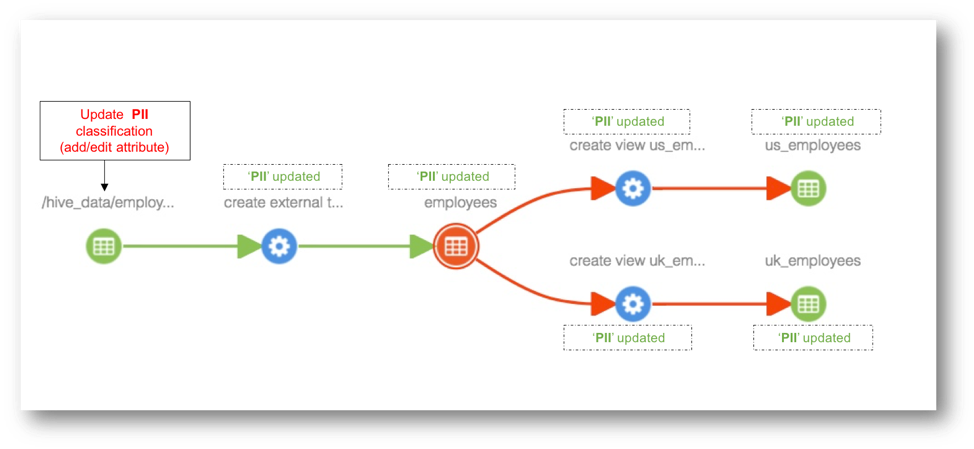 Update PII
classification
(add/edit attribute)
/hive_data/employ...
‘PII’ updated
create external t...
‘PII’ updated
employees
‘PII’ updated
create view us_em...
‘PII’ updated
us_employees
create view uk_em...
‘PII’ updated
uk_employees
‘PII’ updated